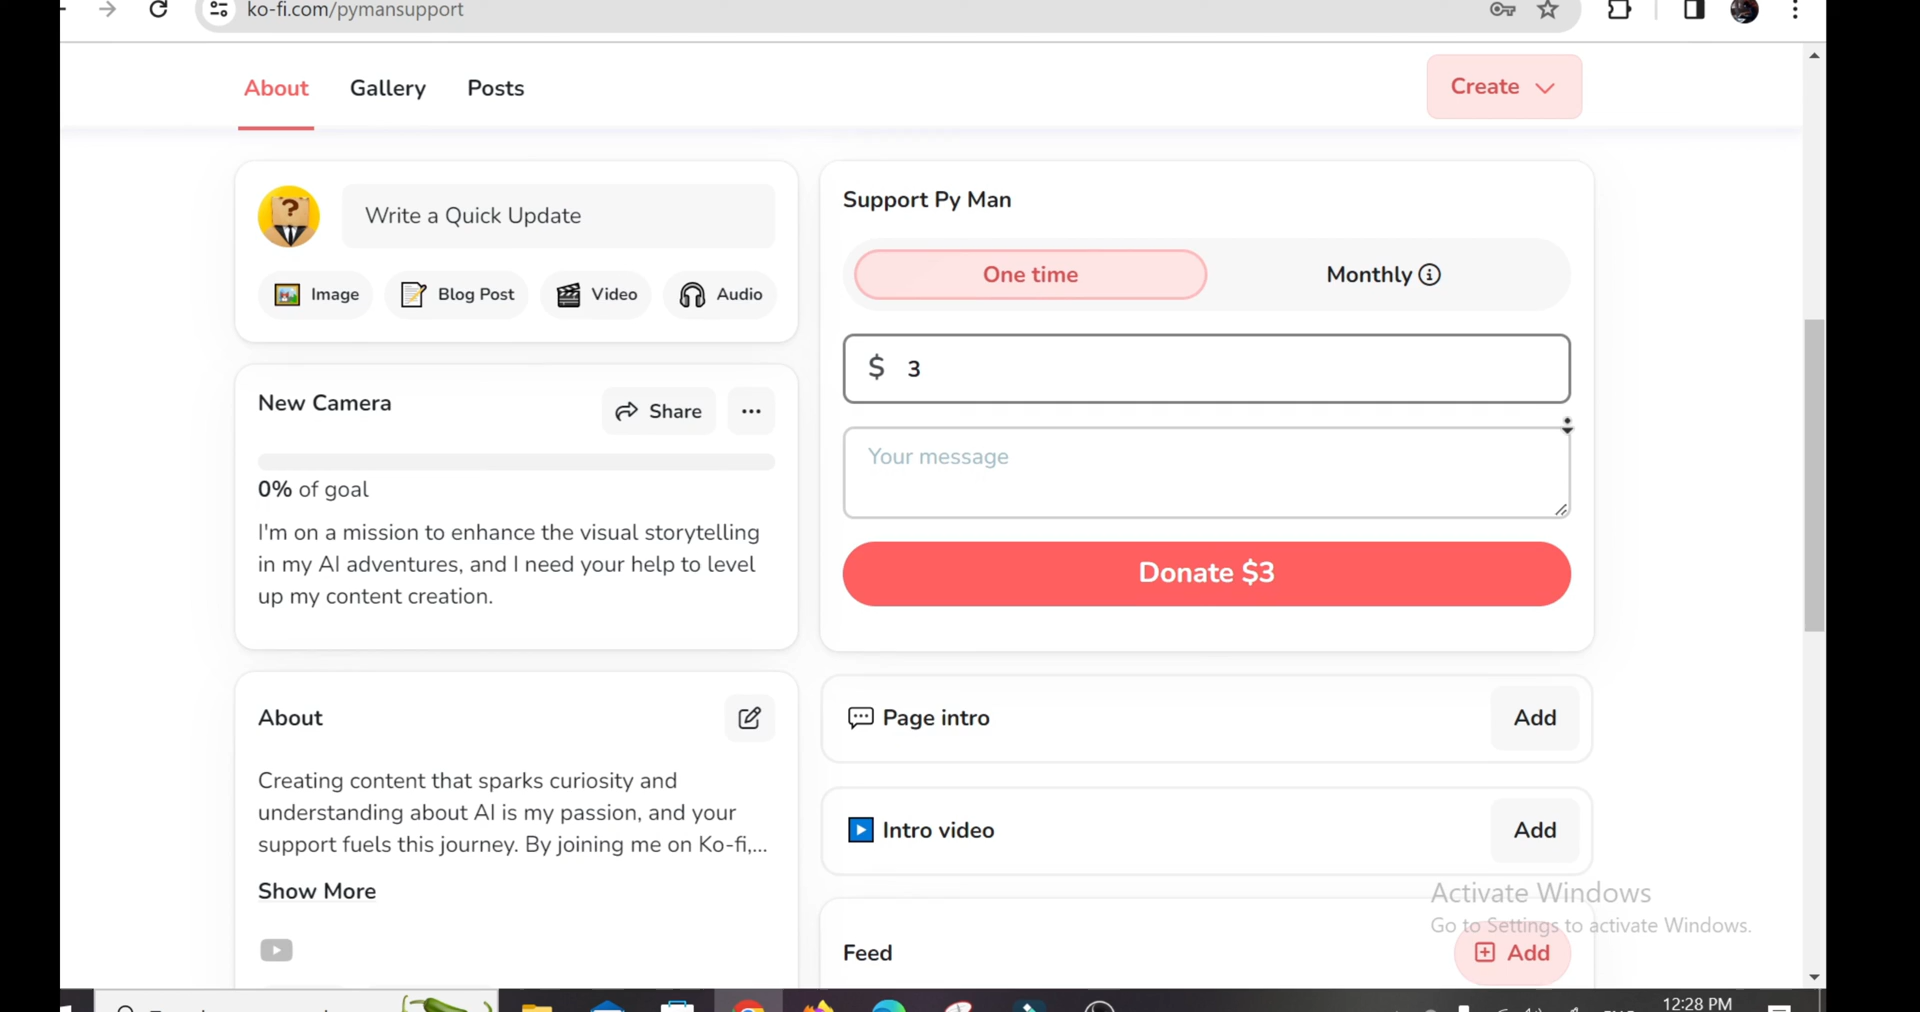 ko-fi.com/pymansupport
About Gallery Posts
Create
Write a Quick Update
Image Blog Post Video Audio
New Camera
Share
0% of goal
I'm on a mission to enhance the visual storytelling
in my AI adventures, and I need your help to level
up my content creation.
About
Creating content that sparks curiosity and
understanding about AI is my passion, and your
support fuels this journey. By joining me on Ko-fi,...
Show More
Support Py Man
One time Monthly
$ 3
Your message
Donate $3
Page intro Add
Intro video Add
Feed Add
Activate Windows
Go to Settings to activate Windows.
12:28 PM